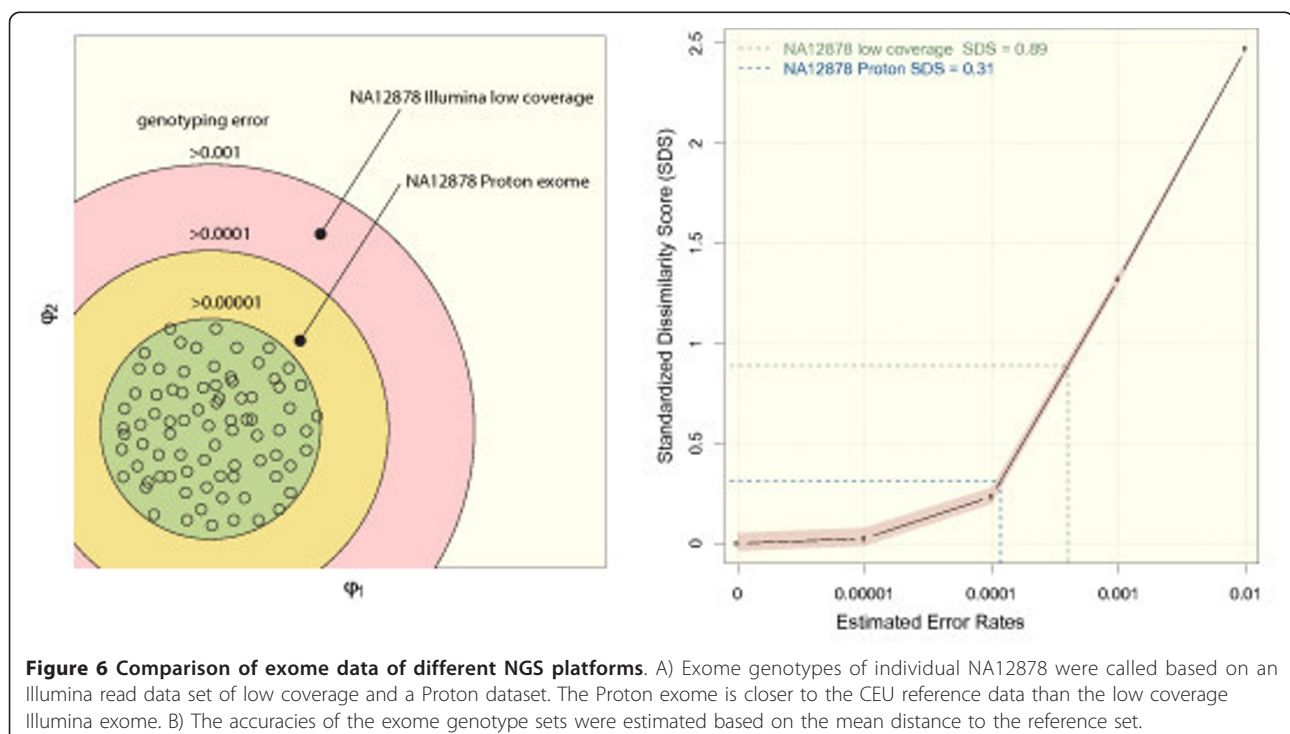 NA12878 Illumina low coverage
genotyping error
>0.001
NA12878 Proton exome
>0.0001
>0.00001
φ2
φ1
NA12878 low coverage SDS = 0.89
NA12878 Proton SDS = 0.31
Standardized Dissimilarity Score (SDS)
2.5
2
1.5
1
0.5
0
0 0.00001 0.0001 0.001 0.01
Estimated Error Rates
Figure 6 Comparison of exome data of different NGS platforms. A) Exome genotypes of individual NA12878 were called based on an
Illumina read data set of low coverage and a Proton dataset. The Proton exome is closer to the CEU reference data than the low coverage
Illumina exome. B) The accuracies of the exome genotype sets were estimated based on the mean distance to the reference set.